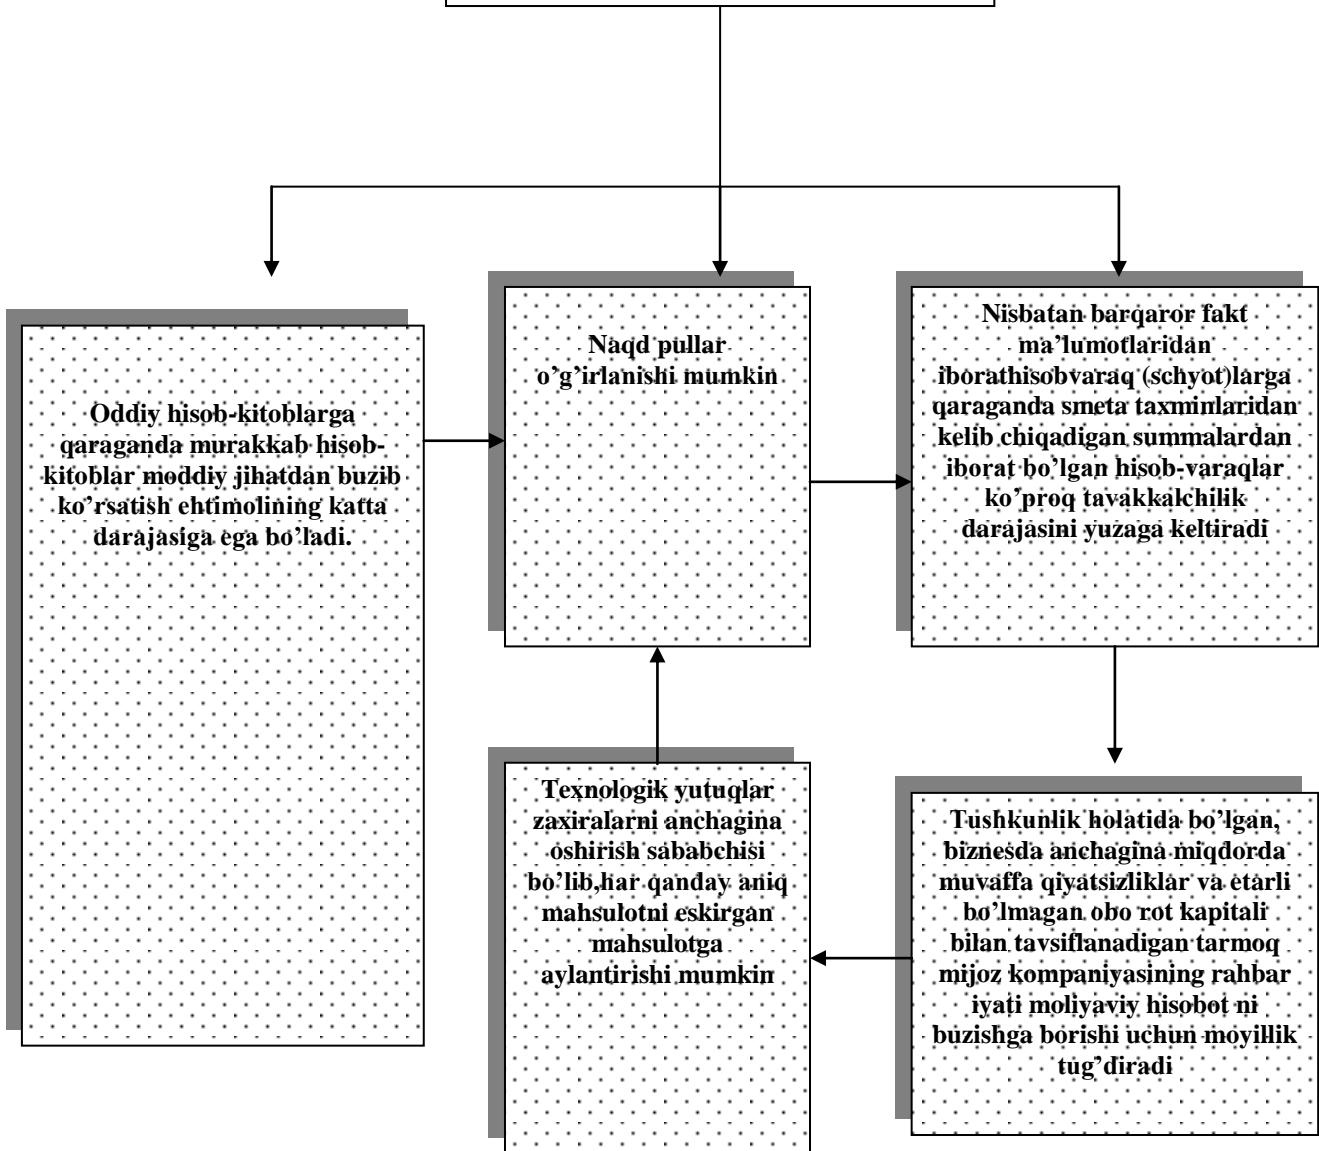 Oddiy hisob-kitoblarga
qaraganda murakkab hisob-
kitoblar moddiy jihatdan buzib
ko’rsatish ehtimolining katta
darajasiga ega bo’ladi.
Naqd pullar
o’g’irlanishi mumkin
Nisbatan barqaror fakt
ma’lumotlaridan
iborathisobvaraq (schyot)larga
qaraganda smeta taxminlaridan
kelib chiqadigan summalardan
iborat bo’lgan hisob-varaqlar
ko’proq tavakkalchilik
darajasini yuzaga keltiradi
Texnologik yutuqlar
zaxiralarni anchagina
oshirish sababchisi
bo’lib,har qanday aniq
mahsulotni eskirgan
mahsulotga
aylantirishi mumkin
Tushkunlik holatida bo’lgan,
biznesda anchagina miqdorda
muvaffa qiyatsizliklar va etarli
bo’lmagan obo rot kapitali
bilan tavsiflanadigan tarmoq
mijoz kompaniyasining rahbar
iyati moliyaviy hisobot ni
buzishga borishi uchun moyillik
tug’diradi